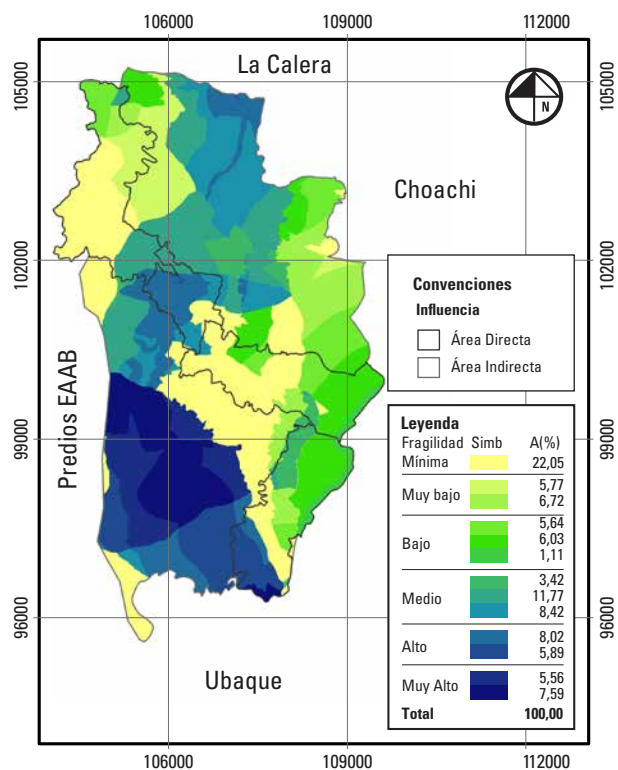 106000 109000 112000
La Calera
105000 105000
N
Choachi
102000 102000
Convenciones
Influencia
Área Directa
Área Indirecta
Predios EAAB
Leyenda
Fragilidad Simb A(%)
Mínima 22,05
Muy bajo 5,77
6,72
Bajo 5,64
6,03
1,11
Medio 3,42
11,77
8,42
Alto 8,02
5,89
Muy Alto 5,56
7,59
Total 100,00
99000 99000
96000 96000
Ubaque
106000 109000 112000